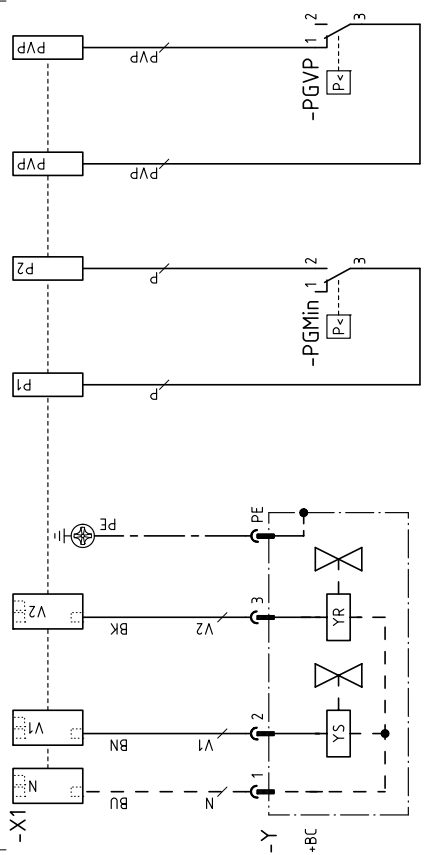 PVP
PVP
2
1
3
-PGVP
P<
PVP
PVP
P2
P
2
1
3
-PGMin
P<
P1
P
PE
PE
V2
BK
V2
3
YR
V1
BN
V1
2
YS
N
BU
N
1
-X1
-Y
+BC